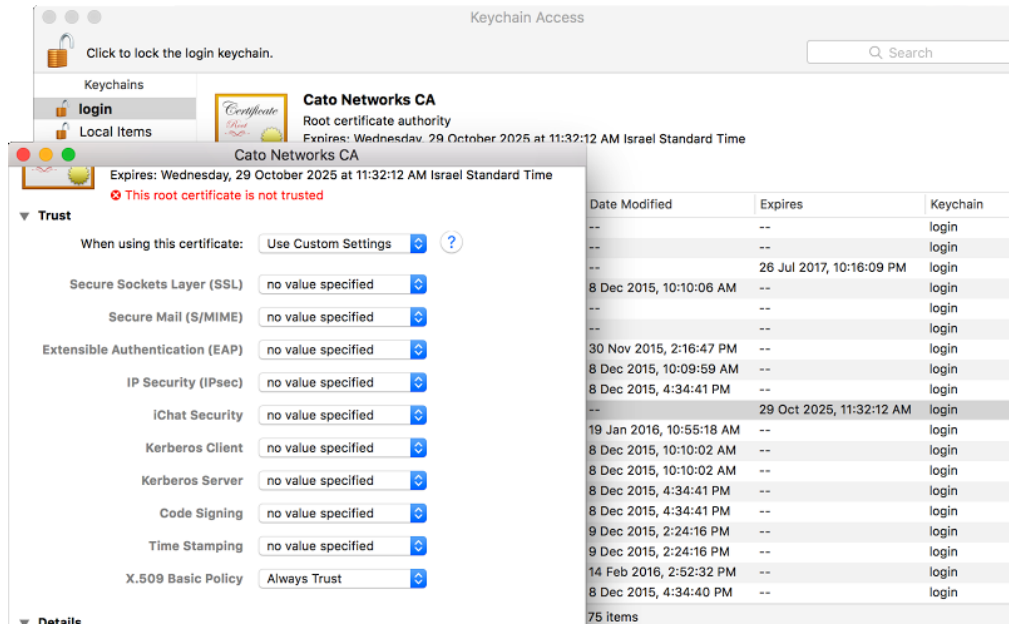 Keychain Access
Click to lock the login keychain.
Search
Keychains
login
Local Items
Certificate
Root
Cato Networks CA
Root certificate authority
Expires: Wednesday, 29 October 2025 at 11:32:12 AM Israel Standard Time
Cato Networks CA
Expires: Wednesday, 29 October 2025 at 11:32:12 AM Israel Standard Time
This root certificate is not trusted
Trust
When using this certificate: Use Custom Settings ?
Secure Sockets Layer (SSL) no value specified
Secure Mail (S/MIME) no value specified
Extensible Authentication (EAP) no value specified
IP Security (IPsec) no value specified
iChat Security no value specified
Kerberos Client no value specified
Kerberos Server no value specified
Code Signing no value specified
Time Stamping no value specified
X.509 Basic Policy Always Trust
Details
Date Modified Expires Keychain
-- -- login
-- -- login
-- 26 Jul 2017, 10:16:09 PM login
8 Dec 2015, 10:10:06 AM -- login
-- -- login
-- -- login
30 Nov 2015, 2:16:47 PM -- login
8 Dec 2015, 10:09:59 AM -- login
8 Dec 2015, 4:34:41 PM -- login
-- 29 Oct 2025, 11:32:12 AM login
19 Jan 2016, 10:55:18 AM -- login
8 Dec 2015, 10:10:02 AM -- login
8 Dec 2015, 10:10:02 AM -- login
8 Dec 2015, 4:34:41 PM -- login
8 Dec 2015, 4:34:41 PM -- login
9 Dec 2015, 2:24:16 PM -- login
9 Dec 2015, 2:24:16 PM -- login
14 Feb 2016, 2:52:32 PM -- login
8 Dec 2015, 4:34:40 PM -- login
75 items